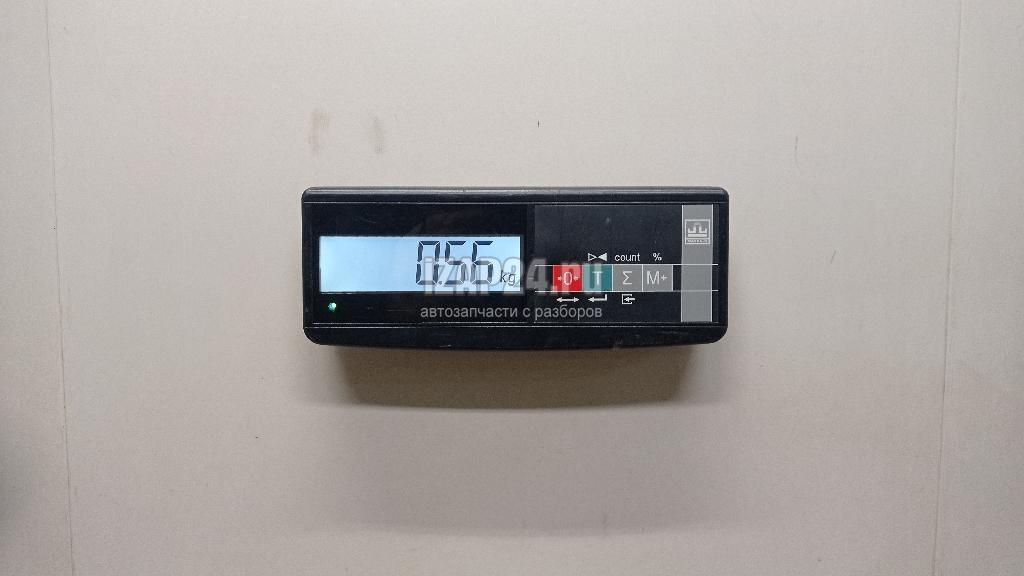 0.56 kg
▷◀ count %
→0← T Σ M+
izap24.ru
автозапчасти с разборов